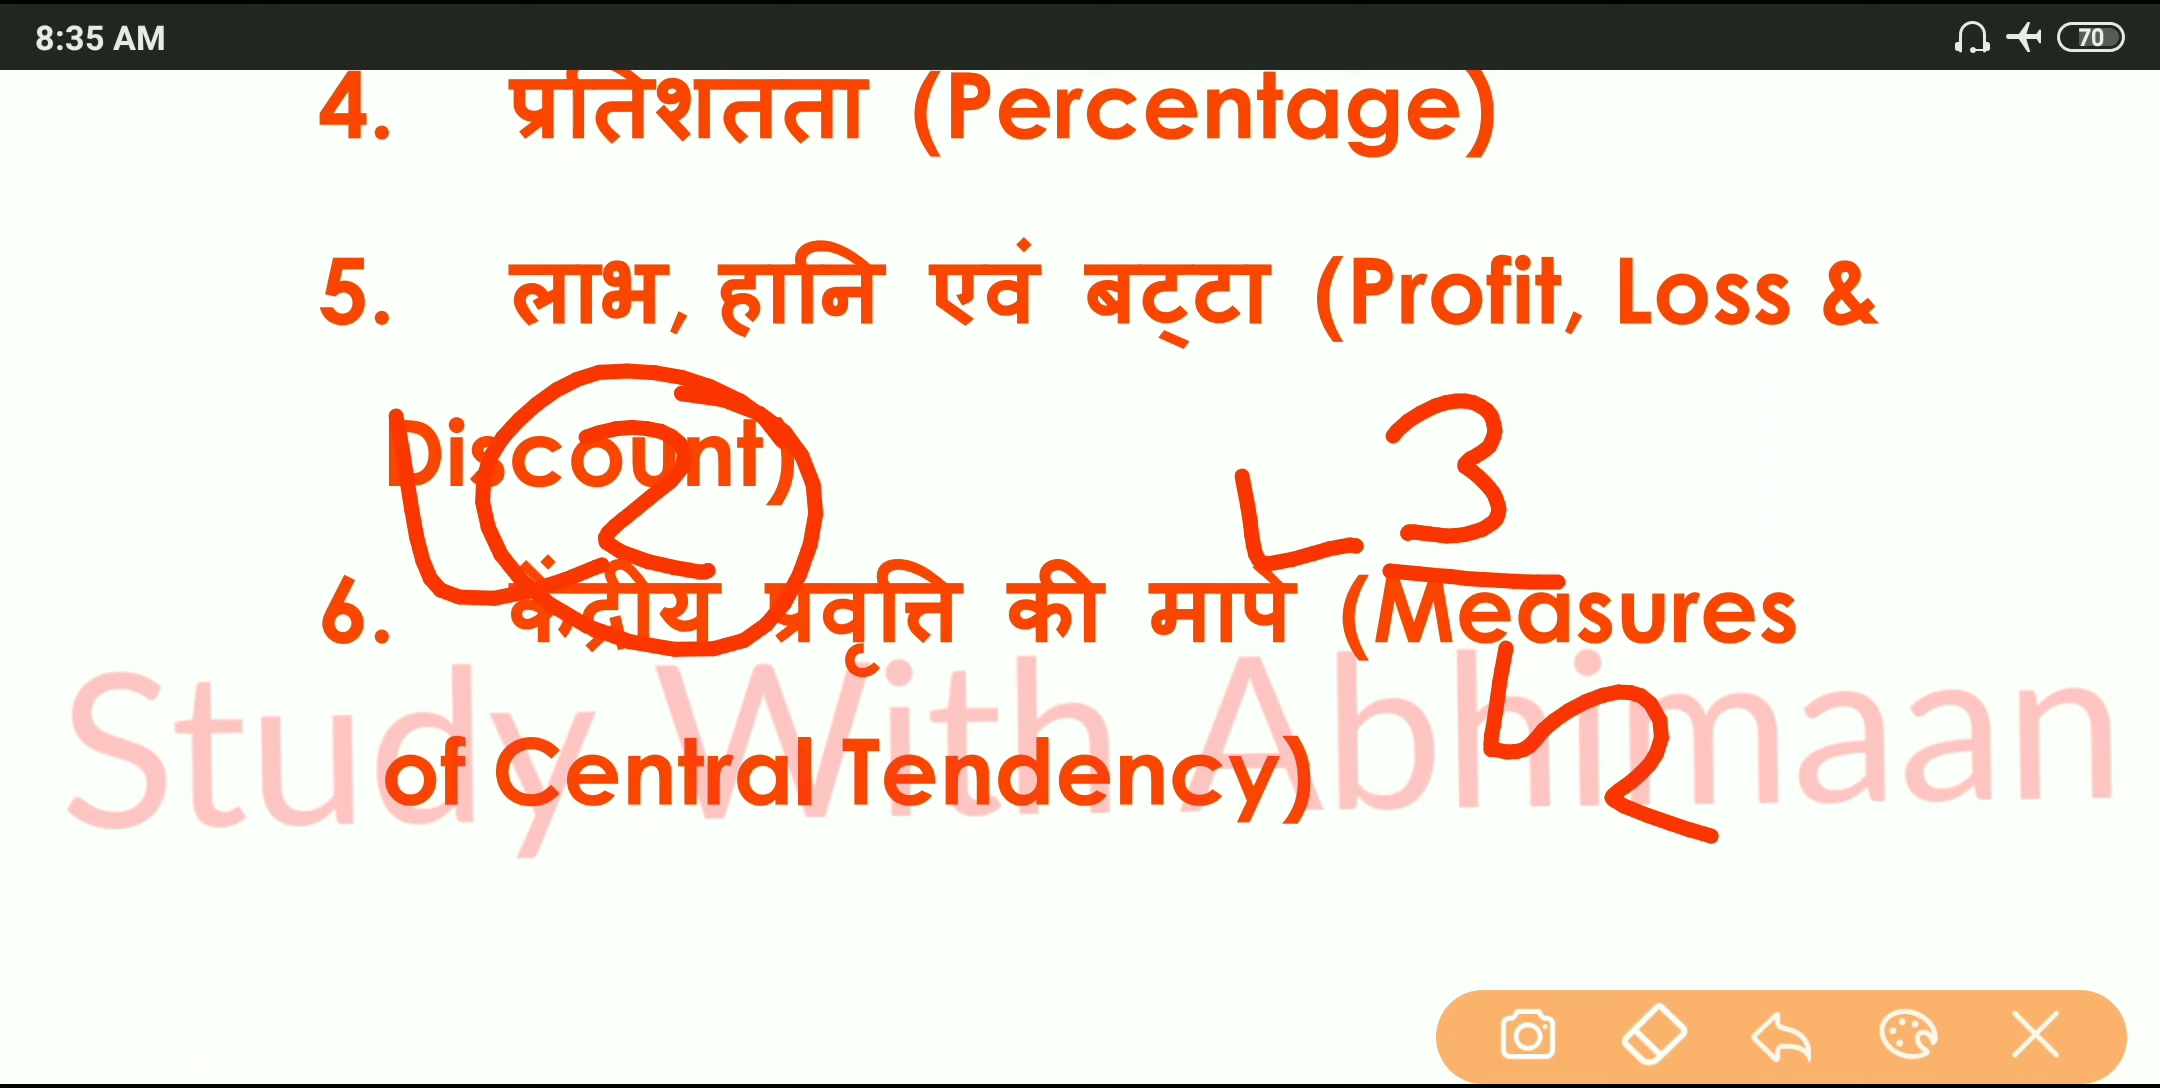 8:35 AM
70
4. प्रतिशतता (Percentage)
5. लाभ, हानि एवं बट्टा (Profit, Loss &
Discount)
2
3
6. केंद्रीय प्रवृत्ति की मापे (Measures
of Central Tendency)
2
Study With Abhimaan